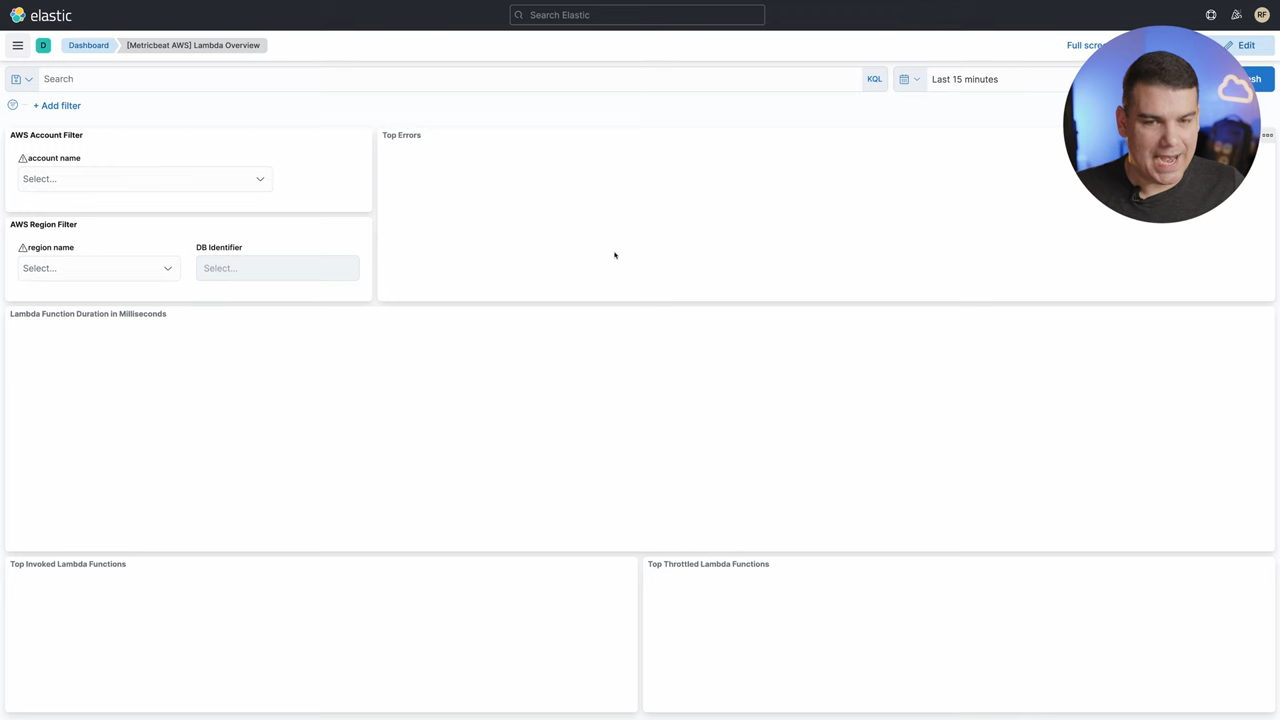 elastic
Search Elastic
RF
D
Dashboard
[Metricbeat AWS] Lambda Overview
Full
Edit
Search
KQL
Last 15 minutes
+ Add filter
AWS Account Filter
account name
Select...
Top Errors
AWS Region Filter
region name
DB Identifier
Select...
Select...
Lambda Function Duration in Milliseconds
Top Invoked Lambda Functions
Top Throttled Lambda Functions